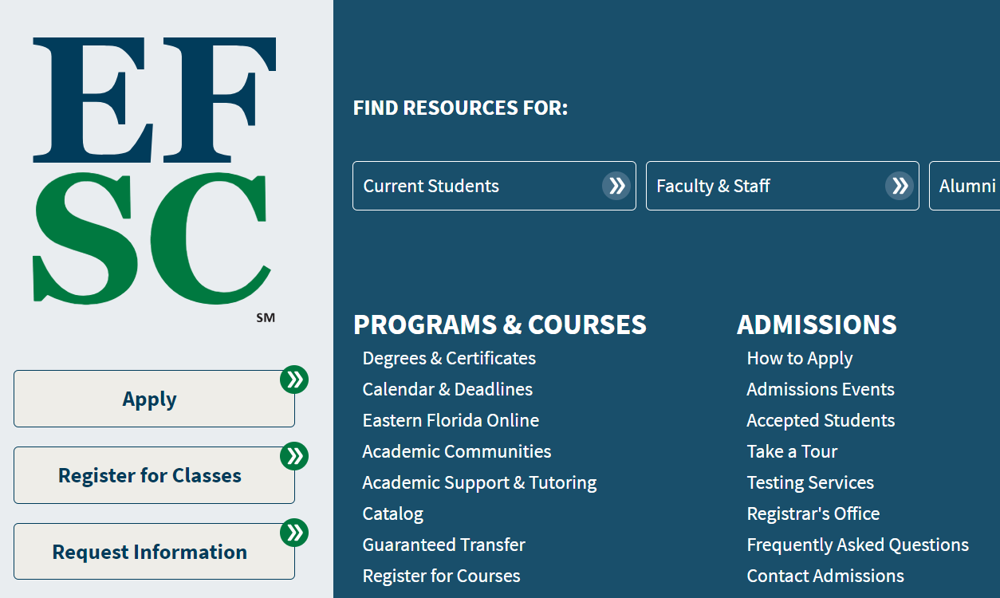 EF
SC
SM
Apply
Register for Classes
Request Information
FIND RESOURCES FOR:
Current Students
Faculty & Staff
Alumni
PROGRAMS & COURSES
Degrees & Certificates
Calendar & Deadlines
Eastern Florida Online
Academic Communities
Academic Support & Tutoring
Catalog
Guaranteed Transfer
Register for Courses
ADMISSIONS
How to Apply
Admissions Events
Accepted Students
Take a Tour
Testing Services
Registrar's Office
Frequently Asked Questions
Contact Admissions